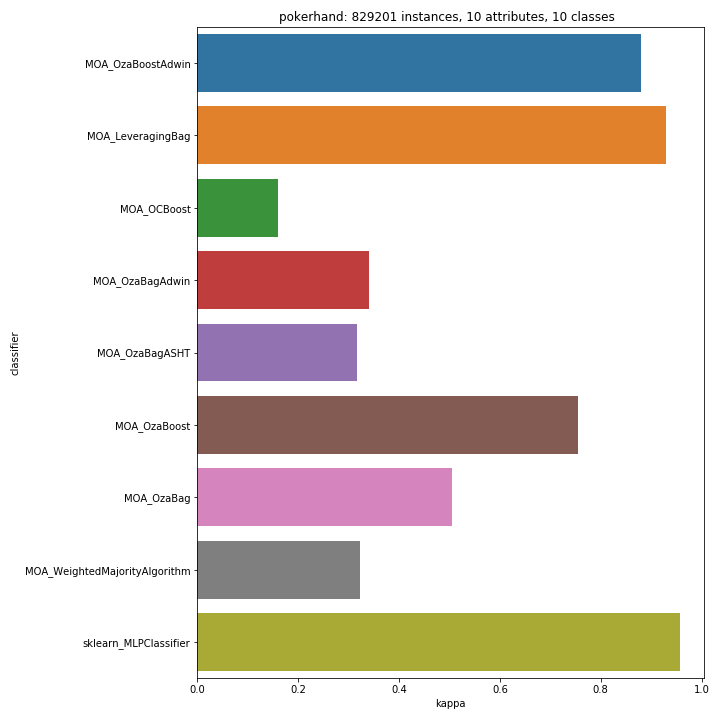 pokerhand: 829201 instances, 10 attributes, 10 classes
classifier
MOA_OzaBoostAdwin
MOA_LeveragingBag
MOA_OCBoost
MOA_OzaBagAdwin
MOA_OzaBagASHT
MOA_OzaBoost
MOA_OzaBag
MOA_WeightedMajorityAlgorithm
sklearn_MLPClassifier
0.0 0.2 0.4 0.6 0.8 1.0
kappa